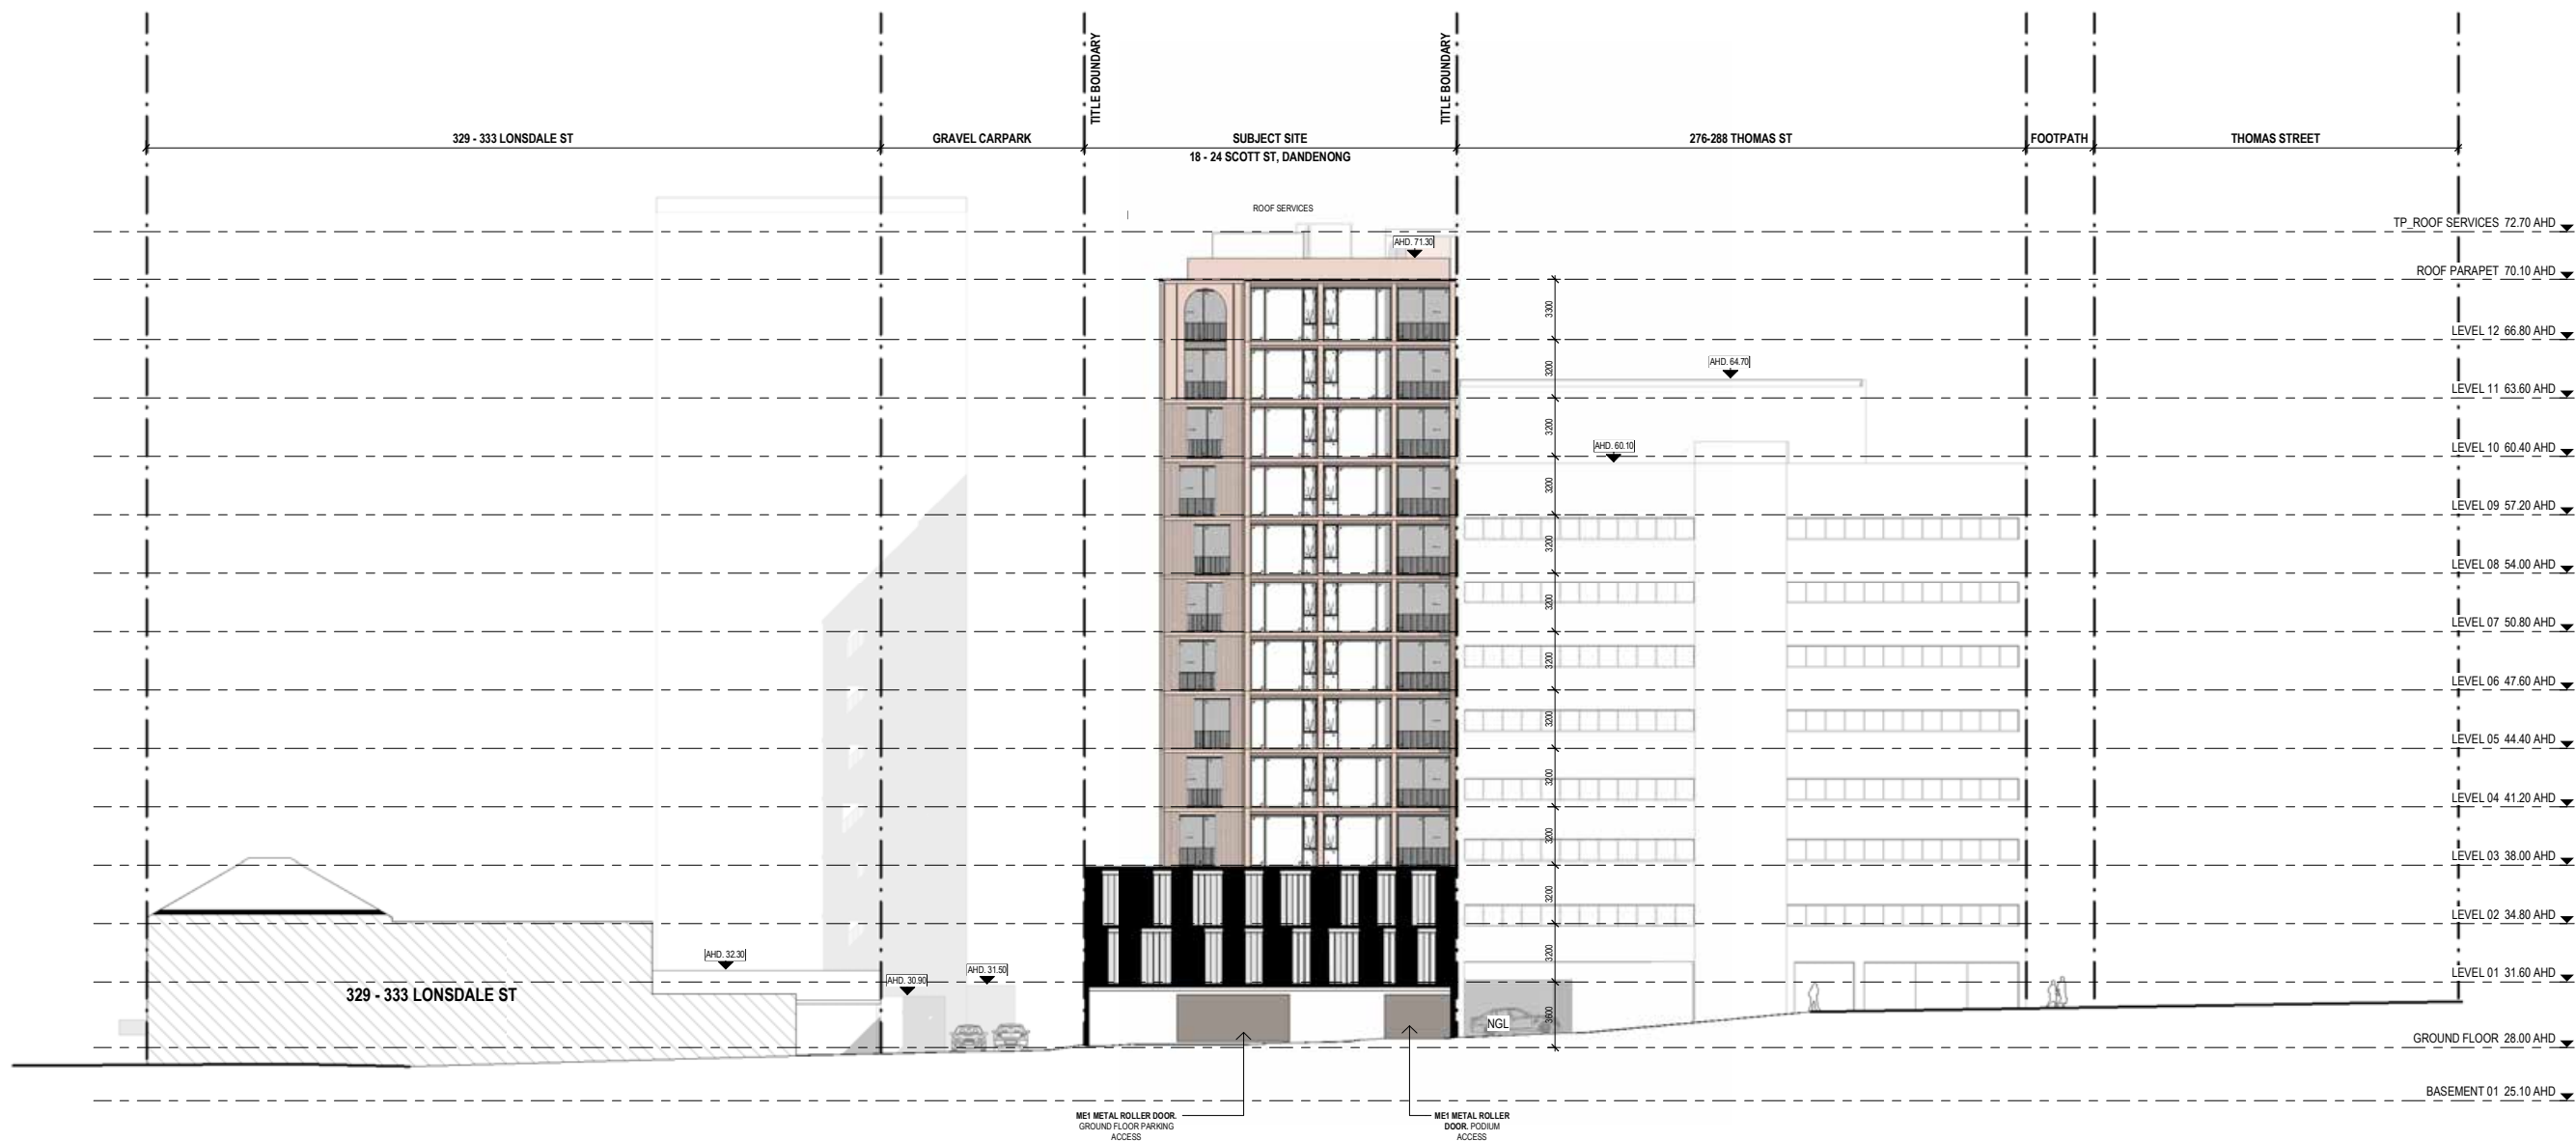 TITLE BOUNDARY
TITLE BOUNDARY
329 - 333 LONSDALE ST
GRAVEL CARPARK
SUBJECT SITE
276-288 THOMAS ST
FOOTPATH
THOMAS STREET
18 - 24 SCOTT ST, DANDENONG
ROOF SERVICES
TP_ROOF SERVICES 72.70 AHD
AHD. 71.30
ROOF PARAPET 70.10 AHD
3300
LEVEL 12 66.80 AHD
AHD. 64.70
3200
LEVEL 11 63.60 AHD
3200
AHD. 60.10
LEVEL 10 60.40 AHD
3200
LEVEL 09 57.20 AHD
3200
LEVEL 08 54.00 AHD
3200
LEVEL 07 50.80 AHD
3200
LEVEL 06 47.60 AHD
3200
LEVEL 05 44.40 AHD
3200
LEVEL 04 41.20 AHD
3200
LEVEL 03 38.00 AHD
3200
LEVEL 02 34.80 AHD
3200
AHD. 32.30
AHD. 31.50
LEVEL 01 31.60 AHD
AHD. 30.90
329 - 333 LONSDALE ST
3600
NGL
GROUND FLOOR 28.00 AHD
BASEMENT 01 25.10 AHD
ME1 METAL ROLLER DOOR.
GROUND FLOOR PARKING
ACCESS
ME1 METAL ROLLER
DOOR. PODIUM
ACCESS